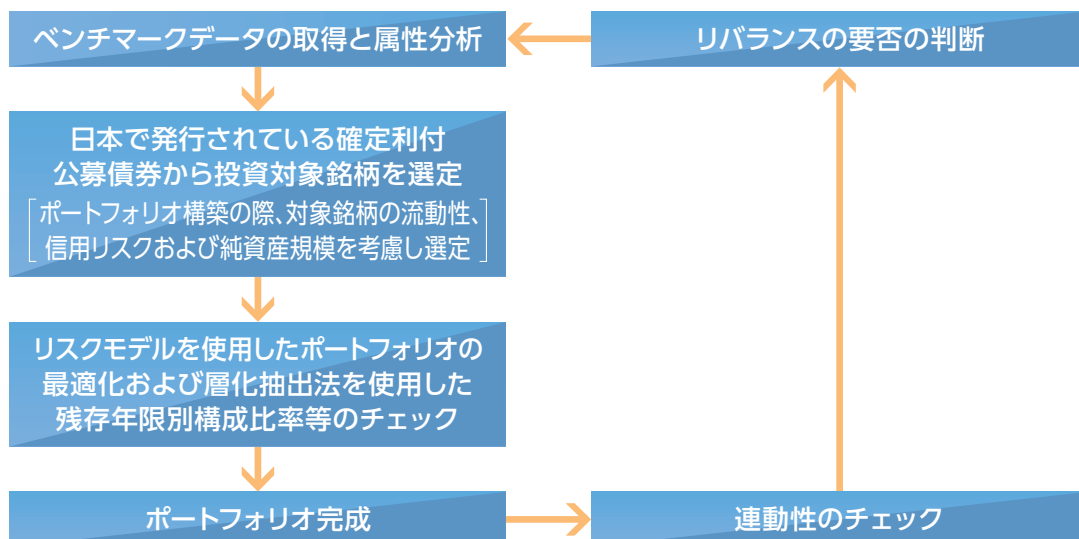 ベンチマークデータの取得と属性分析
日本で発行されている確定利付
公募債券から投資対象銘柄を選定
［ポートフォリオ構築の際、対象銘柄の流動性、
信用リスクおよび純資産規模を考慮し選定］
リスクモデルを使用したポートフォリオの
最適化および層化抽出法を使用した
残存年限別構成比率等のチェック
ポートフォリオ完成
連動性のチェック
リバランスの要否の判断